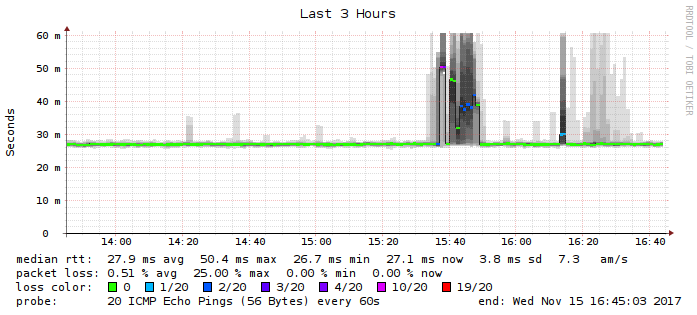 Last 3 Hours
RRDTOOL / TOBI OETIKER
Seconds
60 m
50 m
40 m
30 m
20 m
10 m
0
14:00 14:20 14:40 15:00 15:20 15:40 16:00 16:20 16:40
median rtt: 27.9 ms avg 50.4 ms max 26.7 ms min 27.1 ms now 3.8 ms sd 7.3 am/s
packet loss: 0.51 % avg 25.00 % max 0.00 % min 0.00 % now
loss color: 0 1/20 2/20 3/20 4/20 10/20 19/20
probe: 20 ICMP Echo Pings (56 Bytes) every 60s end: Wed Nov 15 16:45:03 2017